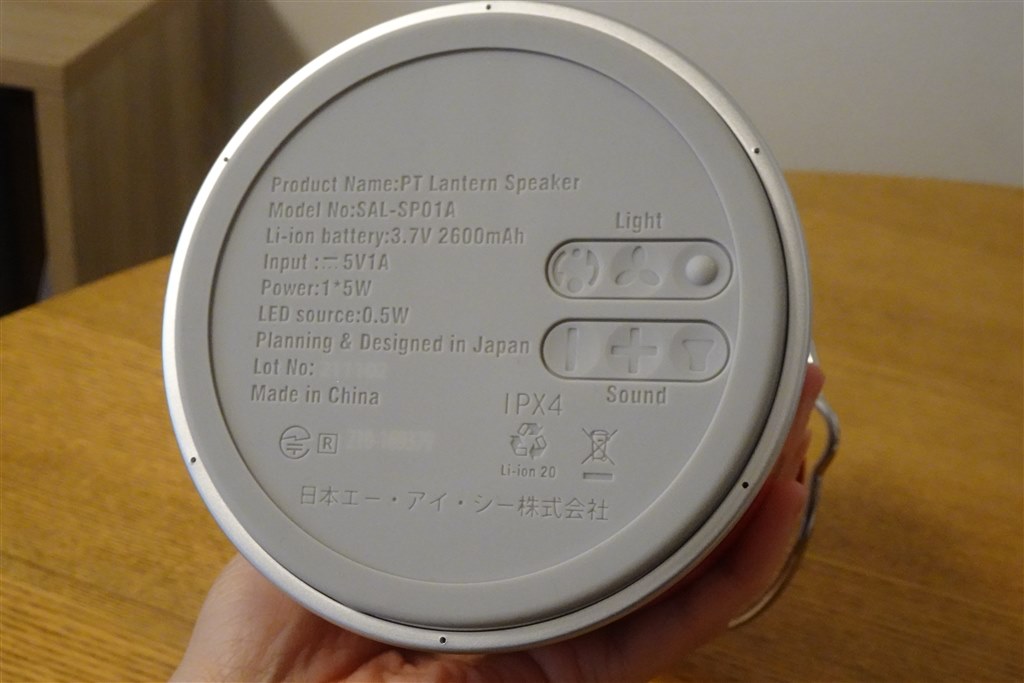 Product Name:PT Lantern Speaker
Model No:SAL-SP01A
Li-ion battery:3.7V 2600mAh
Input :⎓5V1A
Power:1*5W
LED source:0.5W
Planning & Designed in Japan
Lot No:
Made in China
Light
Sound
IPX4
R
Li-ion 20
日本エー・アイ・シー株式会社